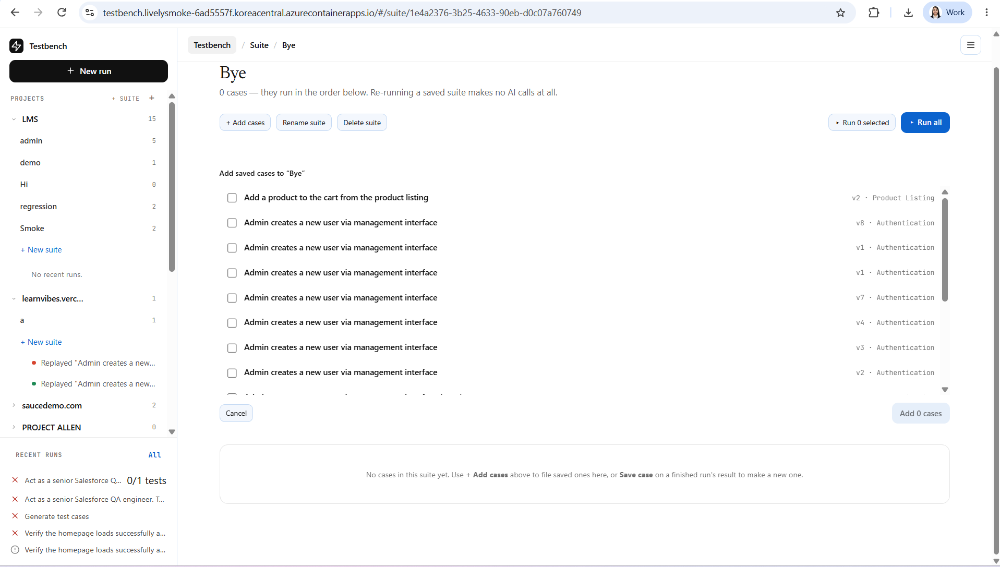 testbench.livelysmoke-6ad5557f.koreacentral.azurecontainerapps.io/#/suite/1e4a2376-3b25-4633-90eb-d0c07a760749
Work
Testbench
+ New run
PROJECTS + SUITE +
LMS 15
admin 5
demo 1
Hi 0
regression 2
Smoke 2
+ New suite
No recent runs.
learnvibes.verc... 1
a 1
+ New suite
Replayed "Admin creates a new...
Replayed "Admin creates a new...
saucedemo.com 2
PROJECT ALLEN 0
RECENT RUNS All
Act as a senior Salesforce Q... 0/1 tests
Act as a senior Salesforce QA engineer. T...
Generate test cases
Verify the homepage loads successfully a...
Verify the homepage loads successfully a...
Testbench / Suite / Bye
Bye
0 cases — they run in the order below. Re-running a saved suite makes no AI calls at all.
+ Add cases Rename suite Delete suite Run 0 selected Run all
Add saved cases to “Bye”
Add a product to the cart from the product listing v2 · Product Listing
Admin creates a new user via management interface v8 · Authentication
Admin creates a new user via management interface v1 · Authentication
Admin creates a new user via management interface v1 · Authentication
Admin creates a new user via management interface v7 · Authentication
Admin creates a new user via management interface v4 · Authentication
Admin creates a new user via management interface v3 · Authentication
Admin creates a new user via management interface v2 · Authentication
Cancel Add 0 cases
No cases in this suite yet. Use + Add cases above to file saved ones here, or Save case on a finished run's result to make a new one.